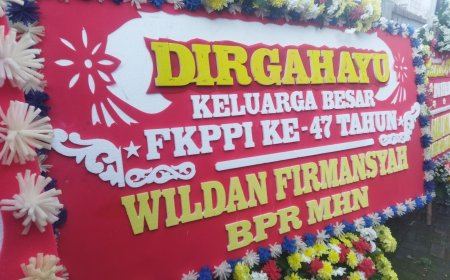 DIRGAHAYU
KELUARGA BESAR
FKPPI KE-47 TAHUN
WILDAN FIRMANSYAH
BPR MHN